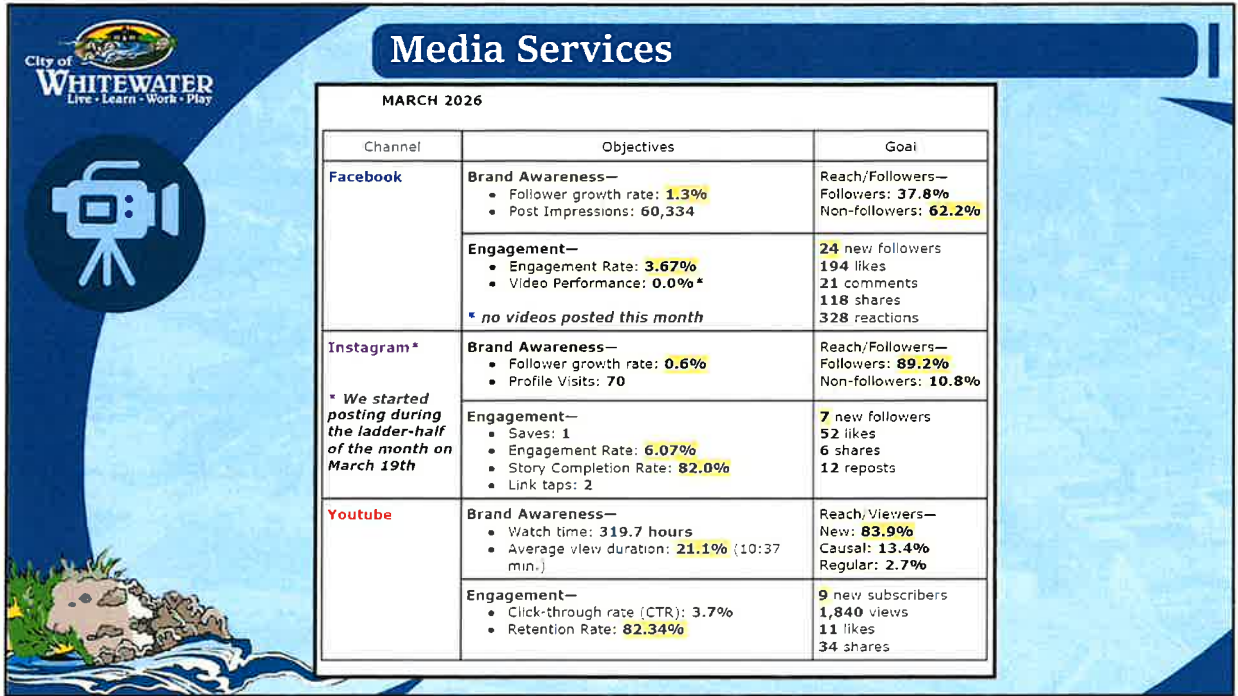 City of
WHITEWATER
Live • Learn • Work • Play
Media Services
MARCH 2026
Channel
Objectives
Goal
Facebook
Brand Awareness—
• Follower growth rate: 1.3%
• Post Impressions: 60,334
Reach/Followers—
Followers: 37.8%
Non-followers: 62.2%
Engagement—
• Engagement Rate: 3.67%
• Video Performance: 0.0%*
* no videos posted this month
24 new followers
194 likes
21 comments
118 shares
328 reactions
Instagram*
* We started
posting during
the ladder-half
of the month on
March 19th
Brand Awareness—
• Follower growth rate: 0.6%
• Profile Visits: 70
Reach/Followers—
Followers: 89.2%
Non-followers: 10.8%
Engagement—
• Saves: 1
• Engagement Rate: 6.07%
• Story Completion Rate: 82.0%
• Link taps: 2
7 new followers
52 likes
6 shares
12 reposts
Youtube
Brand Awareness—
• Watch time: 319.7 hours
• Average view duration: 21.1% (10:37
min.)
Reach/Viewers—
New: 83.9%
Causal: 13.4%
Regular: 2.7%
Engagement—
• Click-through rate (CTR): 3.7%
• Retention Rate: 82.34%
9 new subscribers
1,840 views
11 likes
34 shares